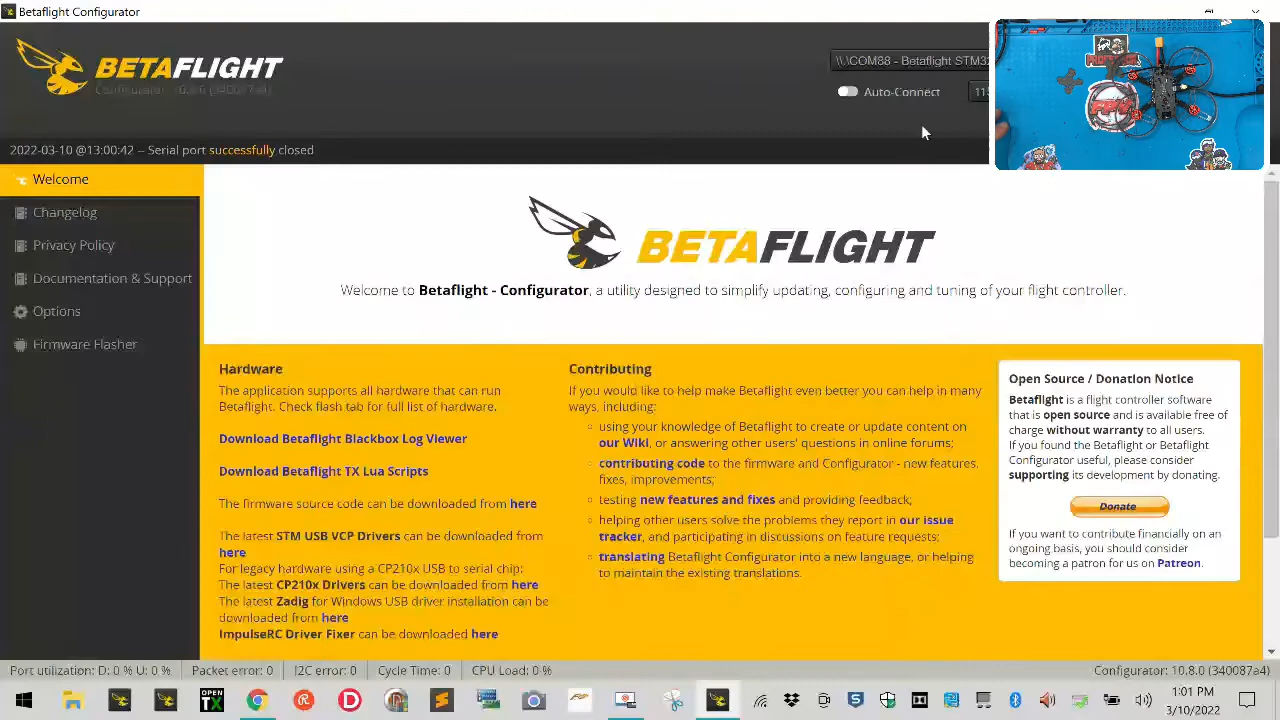 Betaflight Configurator
BETAFLIGHT
\\.\COM88 - Betaflight STM32
Auto-Connect
115
2022-03-10 @13:00:42 -- Serial port successfully closed
Welcome
Changelog
Privacy Policy
Documentation & Support
Options
Firmware Flasher
BETAFLIGHT
Welcome to Betaflight - Configurator, a utility designed to simplify updating, configuring and tuning of your flight controller.
Hardware
The application supports all hardware that can run
Betaflight. Check flash tab for full list of hardware.
Download Betaflight Blackbox Log Viewer
Download Betaflight TX Lua Scripts
The firmware source code can be downloaded from here
The latest STM USB VCP Drivers can be downloaded from
here
For legacy hardware using a CP210x USB to serial chip:
The latest CP210x Drivers can be downloaded from here
The latest Zadig for Windows USB driver installation can be
downloaded from here
ImpulseRC Driver Fixer can be downloaded here
Contributing
If you would like to help make Betaflight even better you can help in many
ways, including:
using your knowledge of Betaflight to create or update content on
our Wiki, or answering other users' questions in online forums;
contributing code to the firmware and Configurator - new features,
fixes, improvements;
testing new features and fixes and providing feedback;
helping other users solve the problems they report in our issue
tracker, and participating in discussions on feature requests;
translating Betaflight Configurator into a new language, or helping
to maintain the existing translations.
Open Source / Donation Notice
Betaflight is a flight controller software
that is open source and is available free of
charge without warranty to all users.
If you found the Betaflight or Betaflight
Configurator useful, please consider
supporting its development by donating.
Donate
If you want to contribute financially on an
ongoing basis, you should consider
becoming a patron for us on Patreon.
Port utilization: D: 0 % U: 0 %
Packet error: 0
I2C error: 0
Cycle Time: 0
CPU Load: 0 %
Configurator: 10.8.0 (340087a4)
OPEN
TX
1:01 PM
3/10/2022